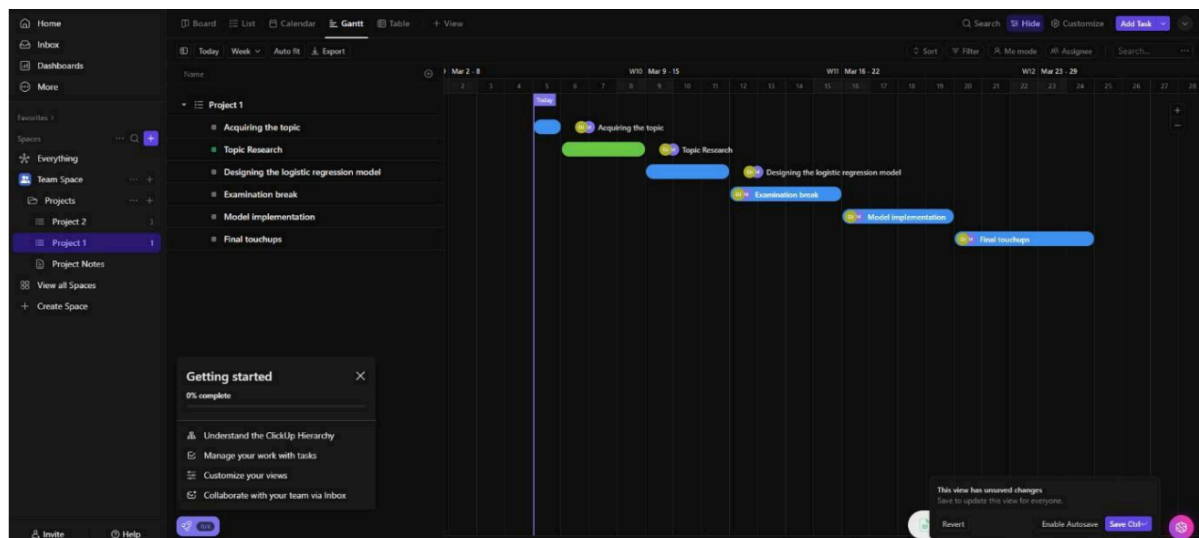 Home
Inbox
Dashboards
More
Favorites >
Spaces
Everything
Team Space
Projects
Project 2 3
Project 1 1
Project Notes
View all Spaces
+ Create Space
Invite Help
Board List Calendar Gantt Table + View
Search Hide Customize Add Task
Today Week Auto fit Export
Sort Filter Me mode Assignee Search...
Name
Mar 2 - 8 W10 Mar 9 - 15 W11 Mar 16 - 22 W12 Mar 23 - 29
2 3 4 5 6 7 8 9 10 11 12 13 14 15 16 17 18 19 20 21 22 23 24 25 26 27 28
Today
Project 1
Acquiring the topic Acquiring the topic
Topic Research Topic Research
Designing the logistic regression model Designing the logistic regression model
Examination break Examination break
Model implementation Model implementation
Final touchups Final touchups
Getting started
0% complete
Understand the ClickUp Hierarchy
Manage your work with tasks
Customize your views
Collaborate with your team via Inbox
0/4
This view has unsaved changes
Save to update this view for everyone.
Revert Enable Autosave Save Ctrl↵